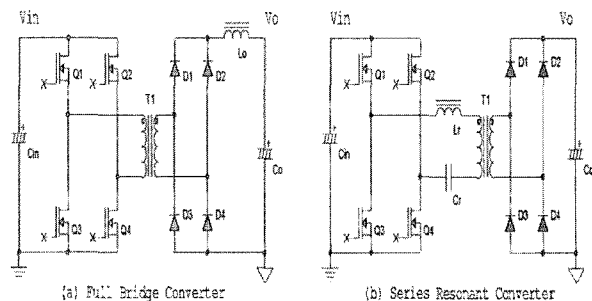 Vin
Vo
Lo
Q1
Q2
D1
D2
X
X
T1
Cin
Co
Q3
Q4
D3
D4
X
X
(a) Full Bridge Converter
Vin
Vo
Q1
Q2
D1
D2
X
X
Lr
T1
Cin
Co
Cr
Q3
Q4
D3
D4
X
X
(b) Series Resonant Converter